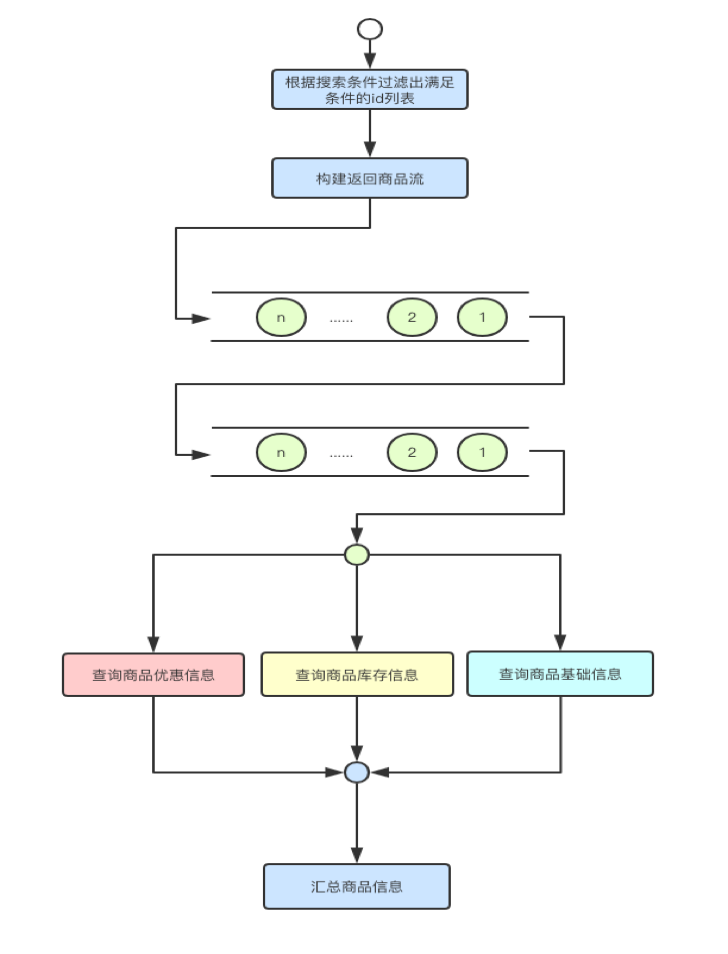 根据搜索条件过滤出满足
条件的id列表
构建返回商品流
n ...... 2 1
n ...... 2 1
查询商品优惠信息 查询商品库存信息 查询商品基础信息
汇总商品信息